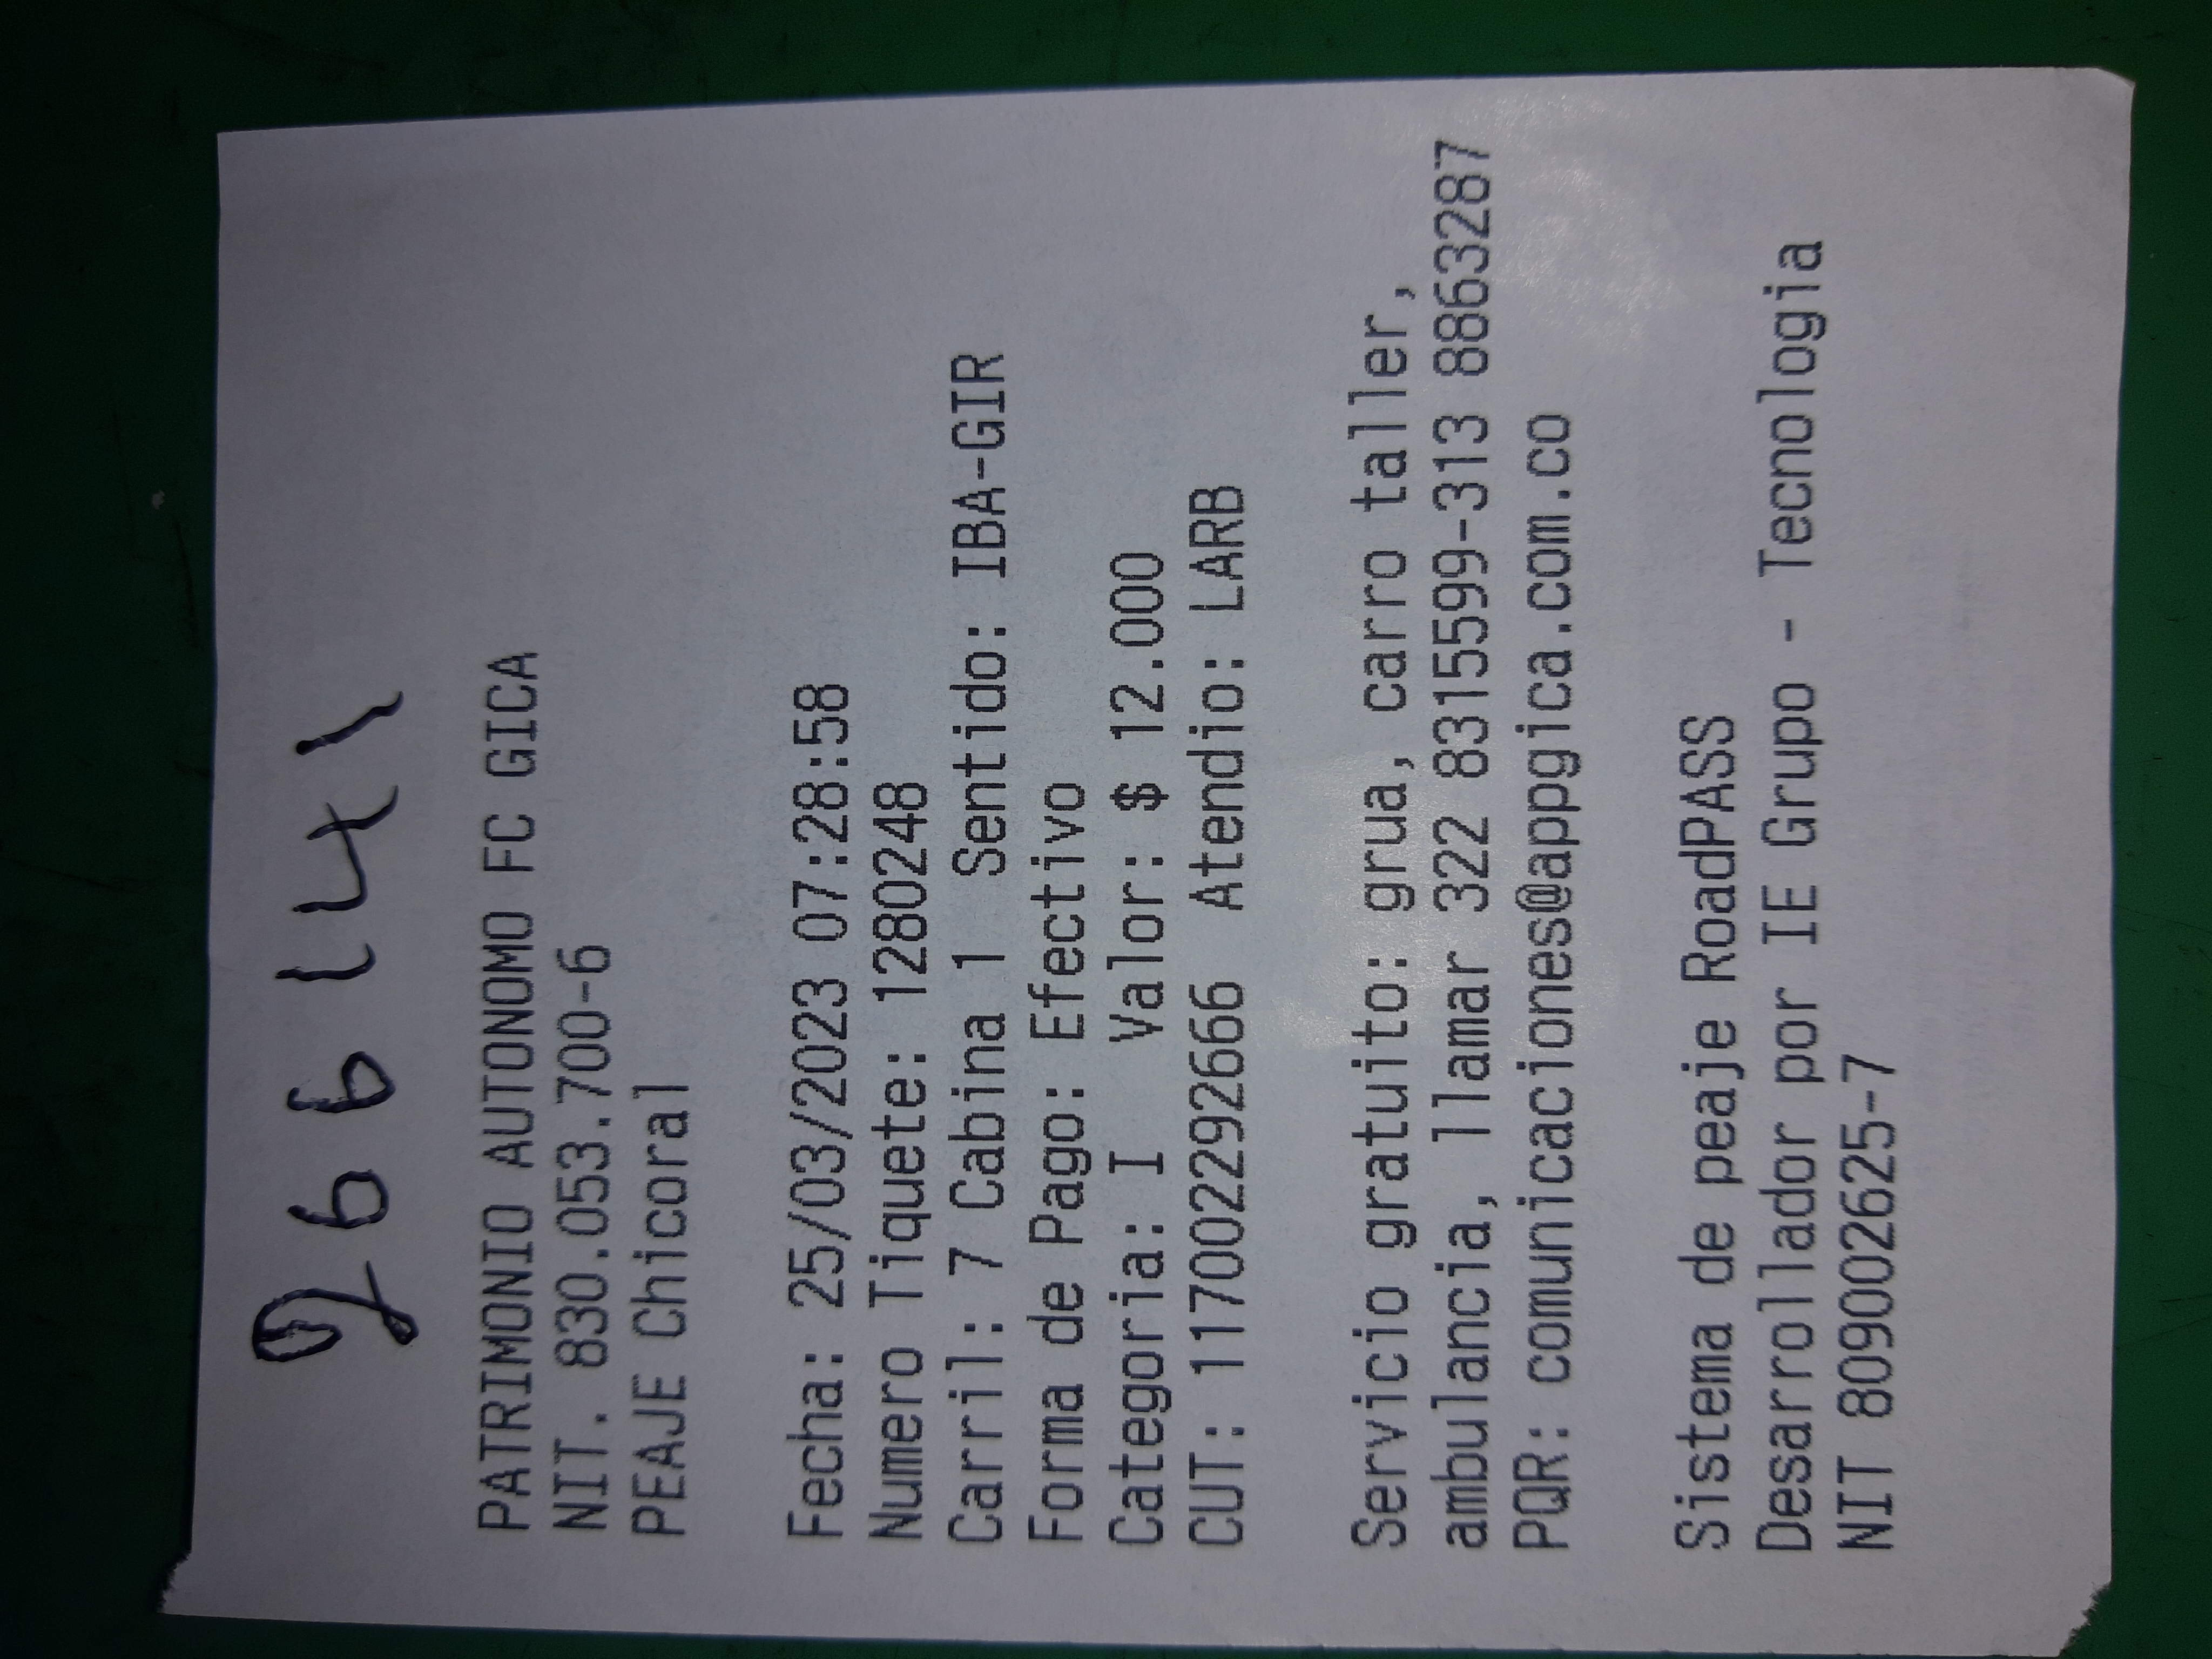 266141
PATRIMONIO AUTONOMO FC GICA
NIT. 830.053.700-6
PEAJE Chicoral
Fecha: 25/03/2023 07:28:58
Numero Tiquete: 1280248
Carril: 7 Cabina 1 Sentido: IBA-GIR
Forma de Pago: Efectivo
Categoria: I Valor: $ 12.000
CUT: 117002292666 Atendio: LARB
Servicio gratuito: grua, carro taller,
ambulancia, llamar 322 8315599-313 8863287
PQR: comunicaciones@appgica.com.co
Sistema de peaje RoadPASS
Desarrollador por IE Grupo - Tecnologia
NIT 809002625-7